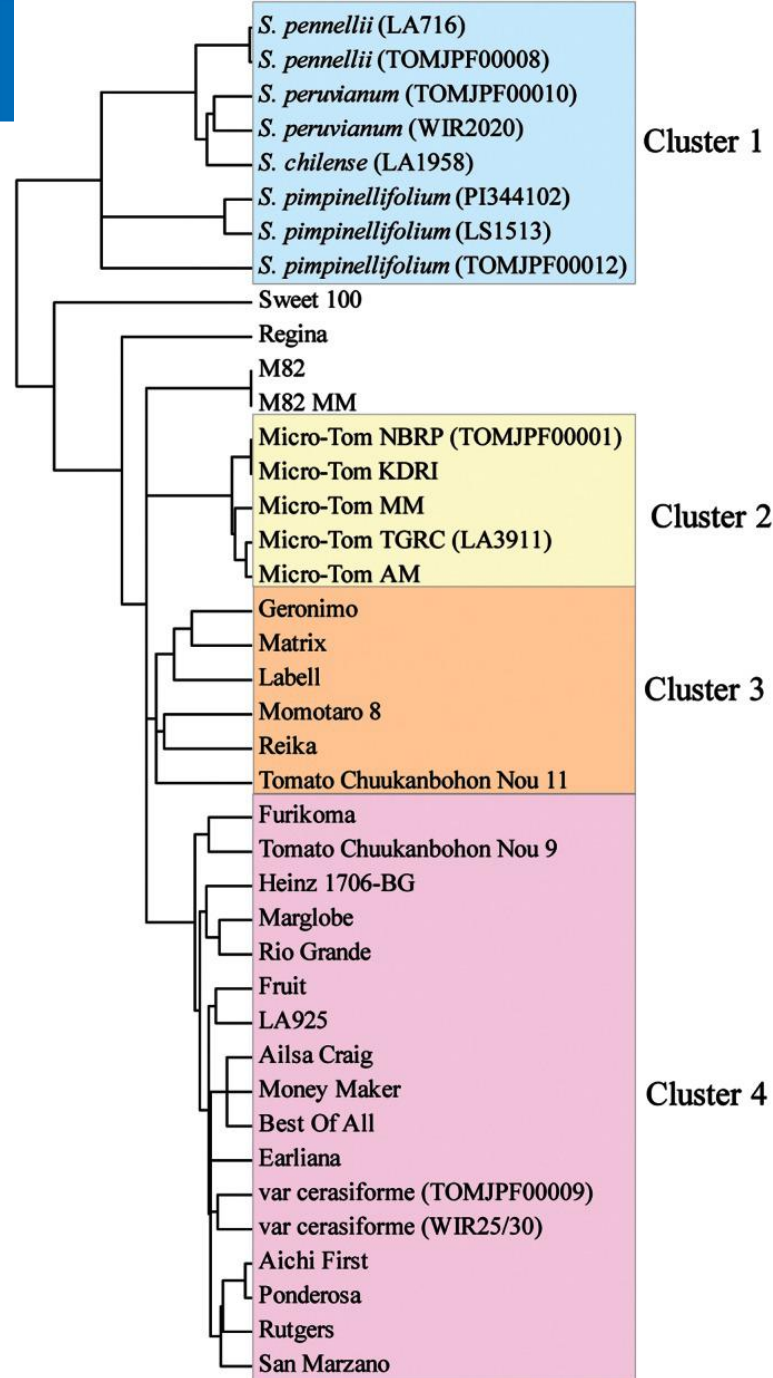 S. pennellii (LA716)
S. pennellii (TOMJPF00008)
S. peruvianum (TOMJPF00010)
S. peruvianum (WIR2020)
S. chilense (LA1958)
S. pimpinellifolium (PI344102)
S. pimpinellifolium (LS1513)
S. pimpinellifolium (TOMJPF00012)
Cluster 1
Sweet 100
Regina
M82
M82 MM
Micro-Tom NBRP (TOMJPF00001)
Micro-Tom KDRI
Micro-Tom MM
Micro-Tom TGRC (LA3911)
Micro-Tom AM
Cluster 2
Geronimo
Matrix
Labell
Momotaro 8
Reika
Tomato Chuukanbohon Nou 11
Cluster 3
Furikoma
Tomato Chuukanbohon Nou 9
Heinz 1706-BG
Marglobe
Rio Grande
Fruit
LA925
Ailsa Craig
Money Maker
Best Of All
Earliana
var cerasiforme (TOMJPF00009)
var cerasiforme (WIR25/30)
Aichi First
Ponderosa
Rutgers
San Marzano
Cluster 4